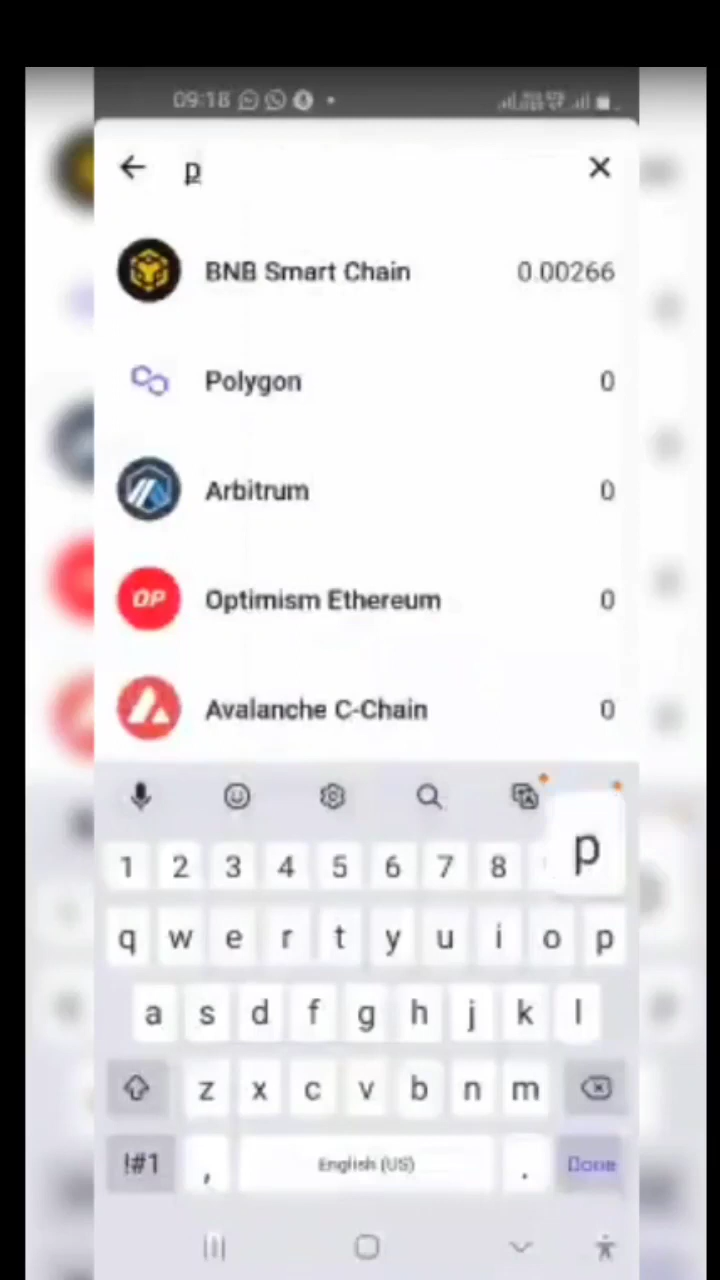 09:18
p
BNB Smart Chain 0.00266
Polygon 0
Arbitrum 0
OP
Optimism Ethereum 0
Avalanche C-Chain 0
p
1 2 3 4 5 6 7 8
q w e r t y u i o p
a s d f g h j k l
z x c v b n m
!#1 , English (US) . Done